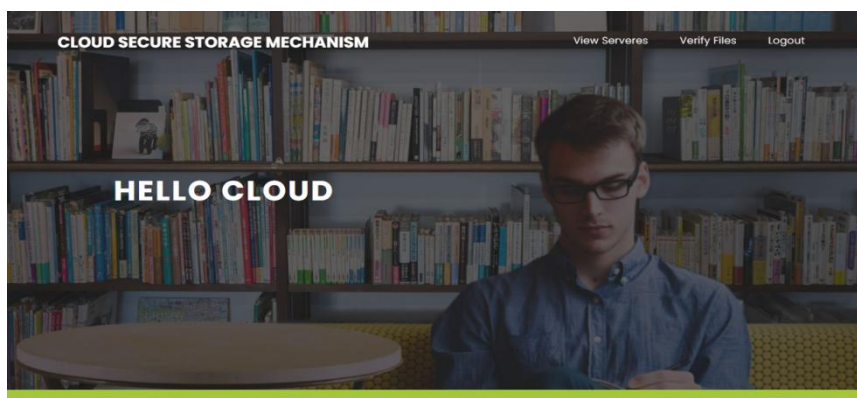 CLOUD SECURE STORAGE MECHANISM
View Serveres Verify Files Logout
HELLO CLOUD